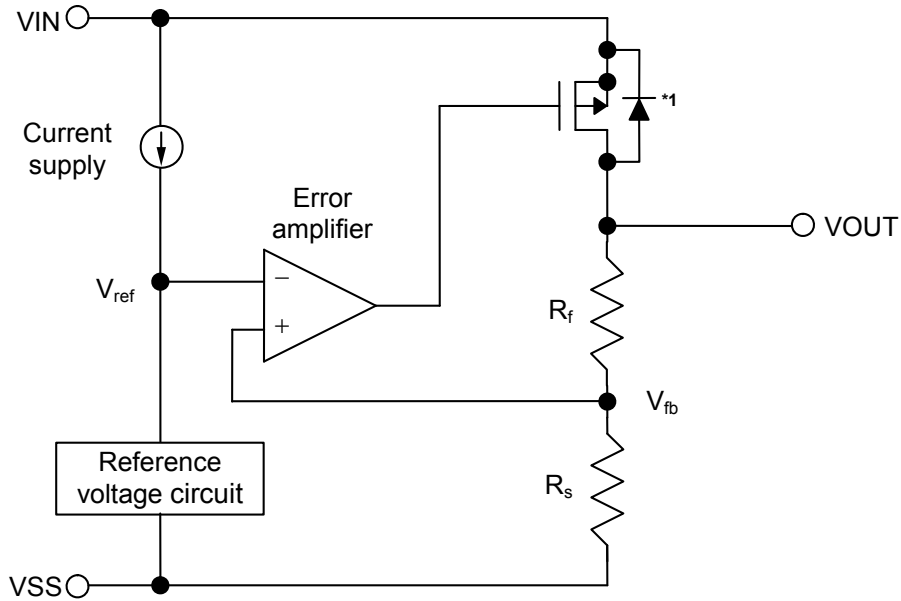 VIN
*1
Current
supply
Error
amplifier
VOUT
Vref
−
+
Rf
Vfb
Reference
voltage circuit
Rs
VSS